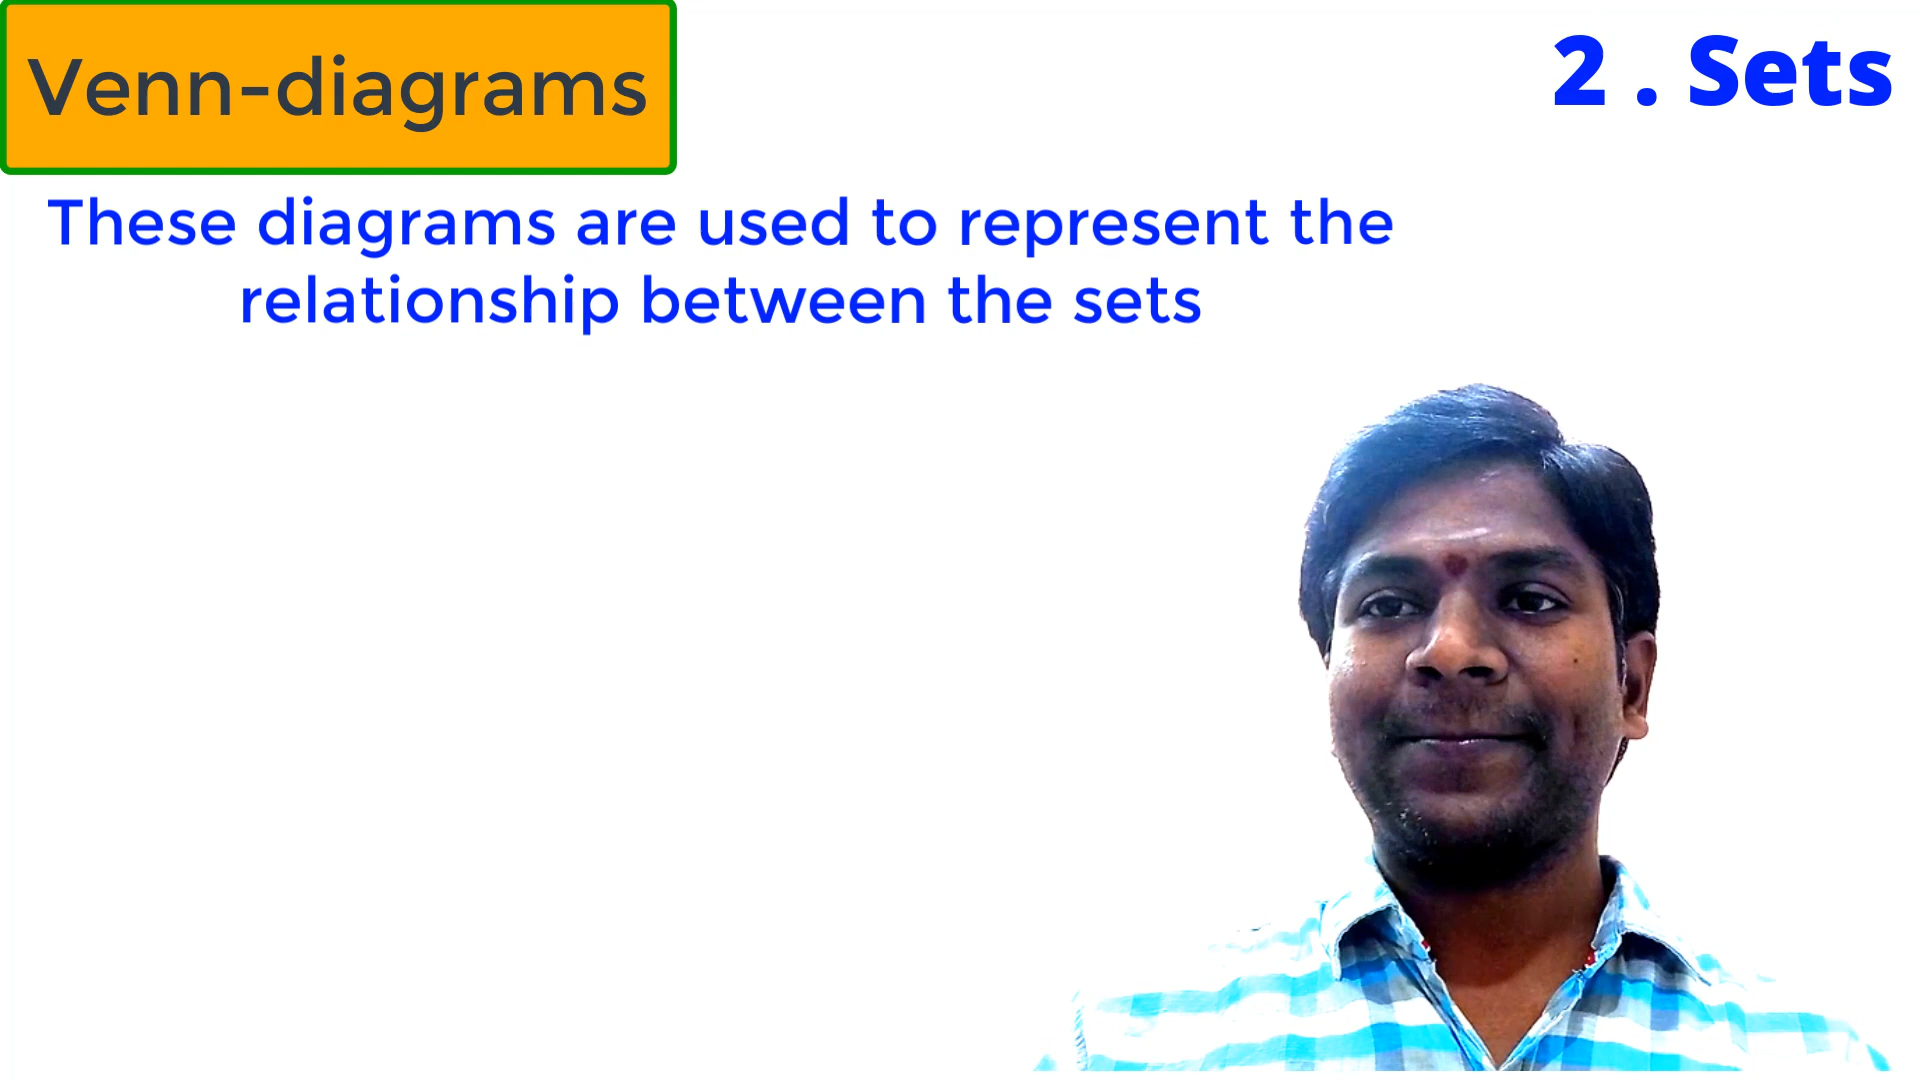 Venn-diagrams
2 . Sets
These diagrams are used to represent the
relationship between the sets